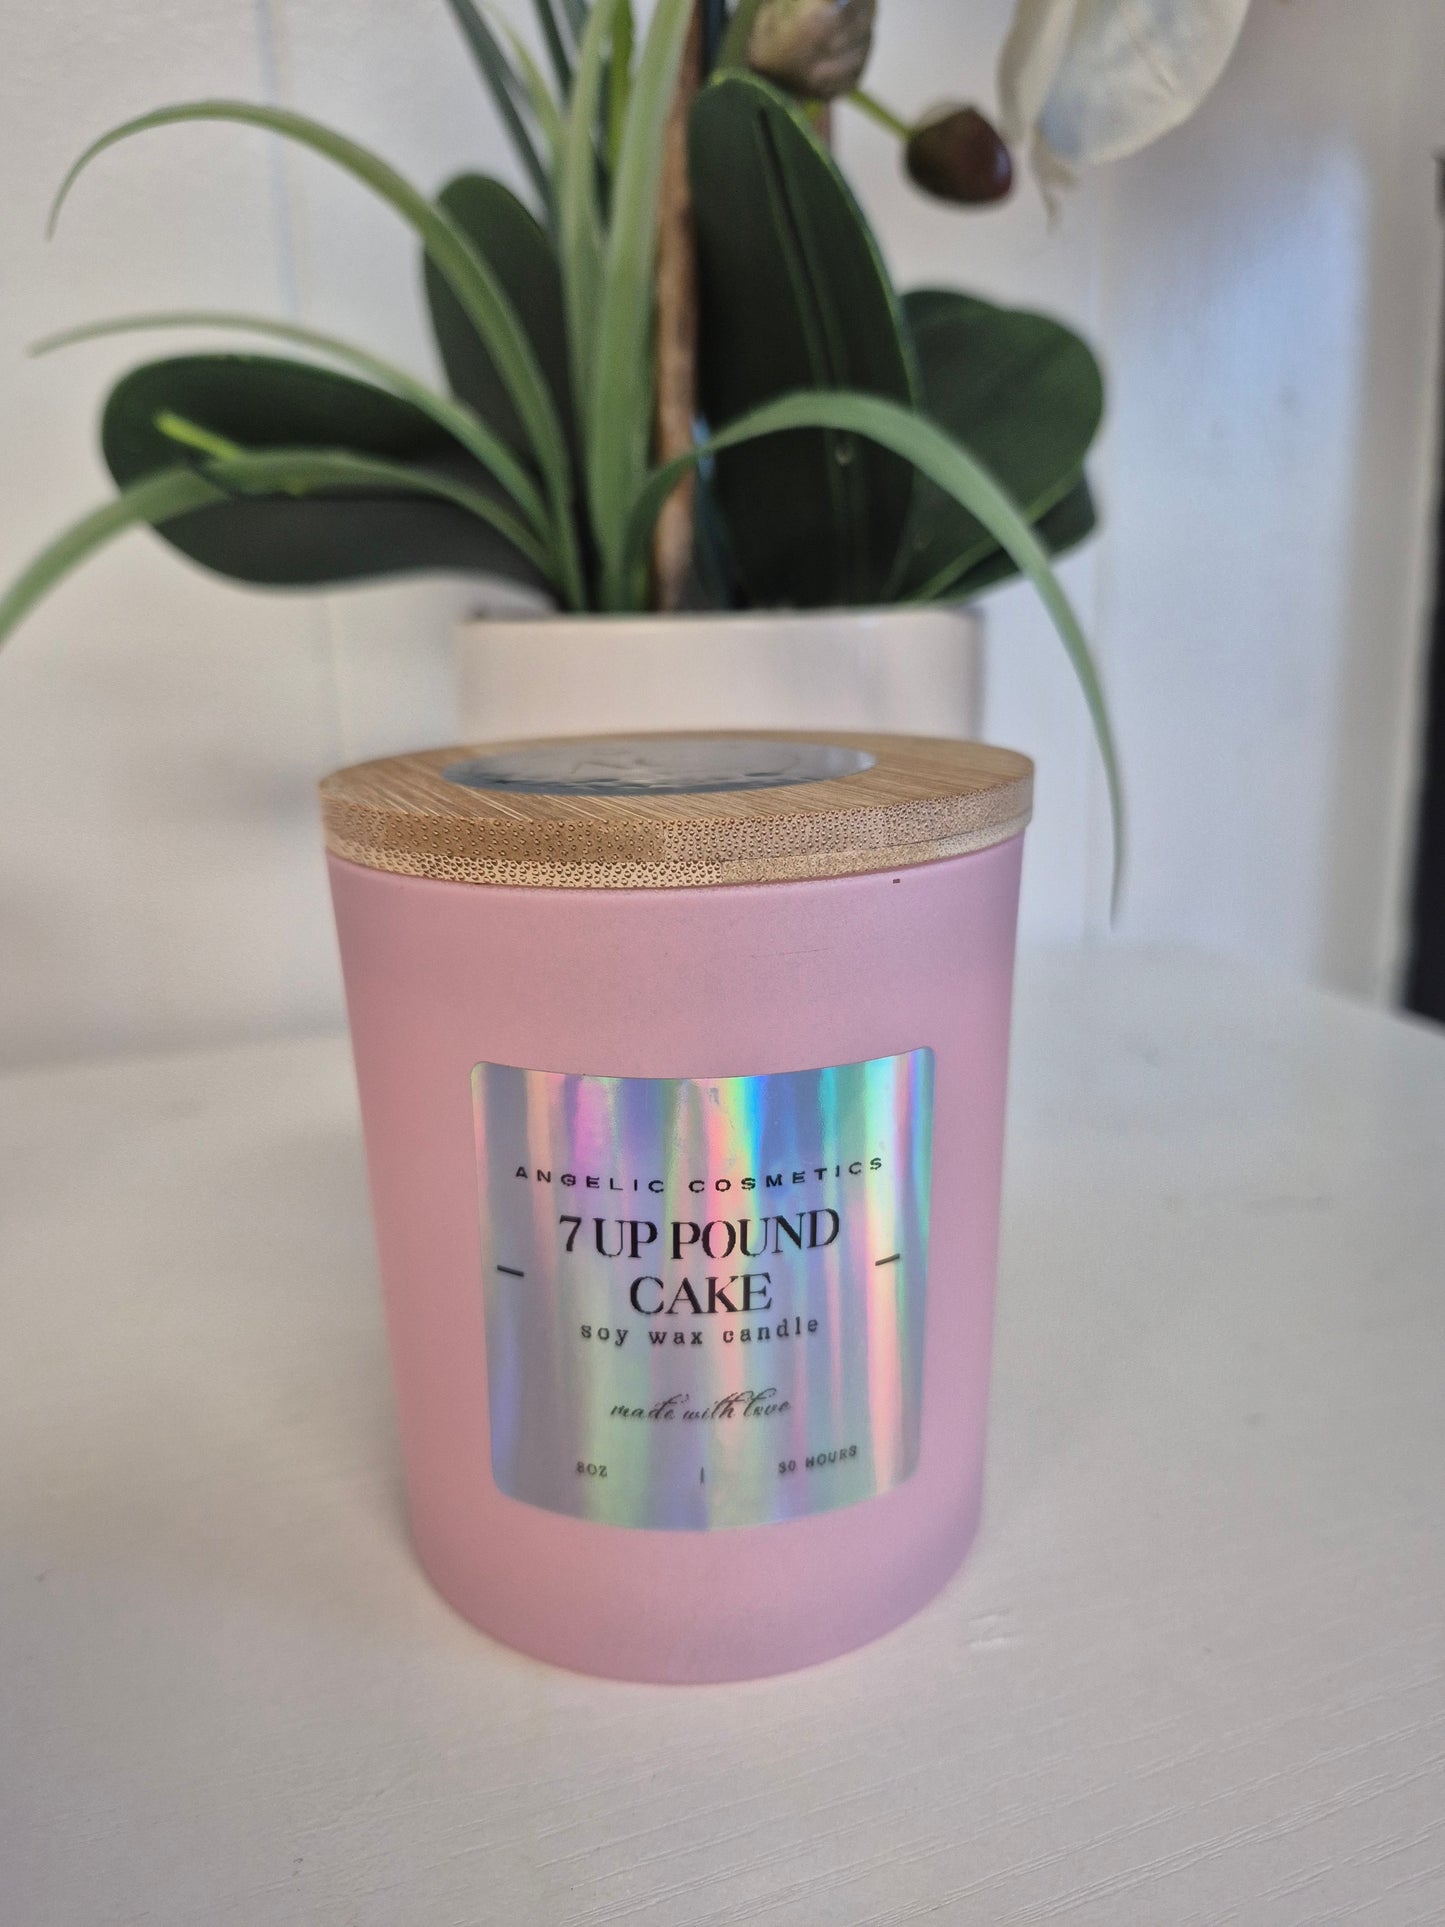 ANGELIC COSMETICS
7 UP POUND
CAKE
soy wax candle
made with love
8OZ | 30 HOURS